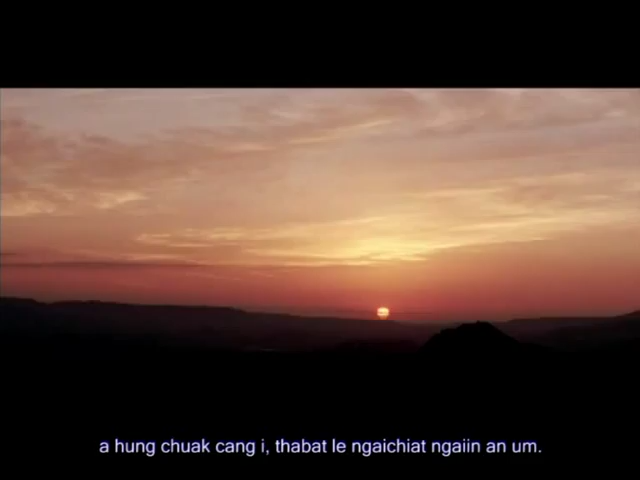 a hung chuak cang i, thabat le ngaichiat ngaiin an um.